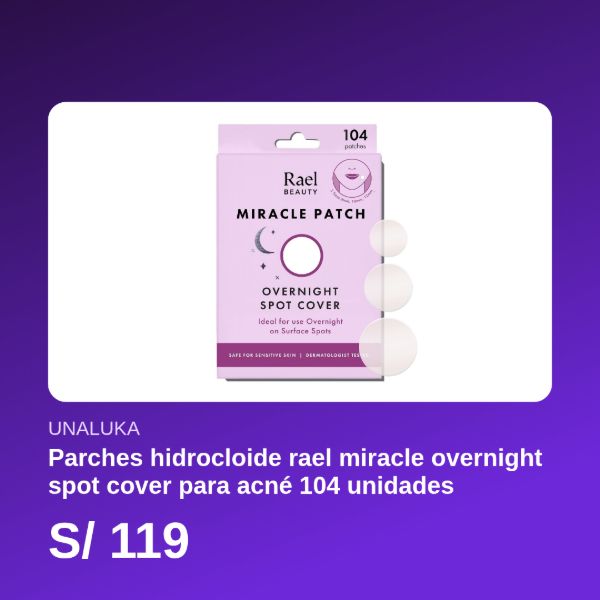 104
patches
Rael
BEAUTY
MIRACLE PATCH
OVERNIGHT
SPOT COVER
Ideal for use Overnight
on Surface Spots
SAFE FOR SENSITIVE SKIN | DERMATOLOGIST TESTED
UNALUKA
Parches hidrocloide rael miracle overnight
spot cover para acné 104 unidades
S/ 119